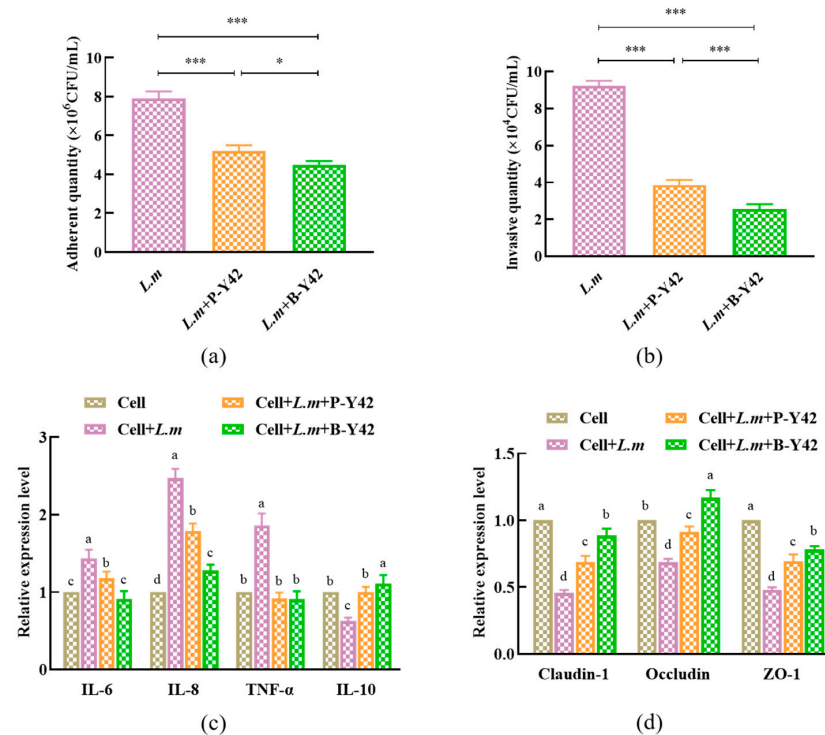 ***
***
*
10
8
6
4
2
0
Adherent quantity (×10⁶CFU/mL)
L.m
L.m+P-Y42
L.m+B-Y42
(a)
***
***
***
10
8
6
4
2
0
Invasive quantity (×10⁴CFU/mL)
L.m
L.m+P-Y42
L.m+B-Y42
(b)
Cell
Cell+L.m+P-Y42
Cell+L.m
Cell+L.m+B-Y42
3
2
1
0
Relative expression level
c a b c
d a b c
b a b b
b c b a
IL-6 IL-8 TNF-α IL-10
(c)
Cell
Cell+L.m+P-Y42
Cell+L.m
Cell+L.m+B-Y42
1.5
1.0
0.5
0.0
Relative expression level
a d c b
b d c a
a d c b
Claudin-1 Occludin ZO-1
(d)